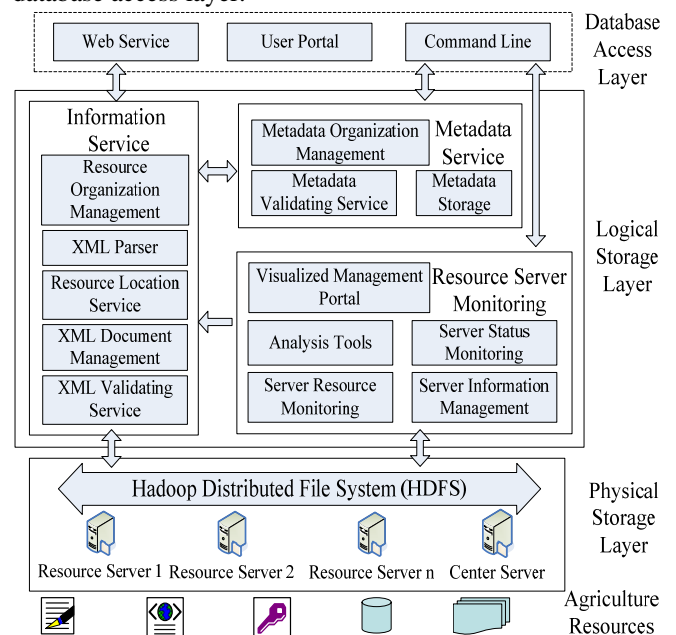 database access layer.
Web Service
User Portal
Command Line
Database
Access
Layer
Information
Service
Resource
Organization
Management
XML Parser
Resource Location
Service
XML Document
Management
XML Validating
Service
Metadata Organization
Management
Metadata
Service
Metadata
Validating Service
Metadata
Storage
Visualized Management
Portal
Resource Server
Monitoring
Analysis Tools
Server Status
Monitoring
Server Resource
Monitoring
Server Information
Management
Logical
Storage
Layer
Hadoop Distributed File System (HDFS)
Resource Server 1
Resource Server 2
Resource Server n
Center Server
Physical
Storage
Layer
Agriculture
Resources